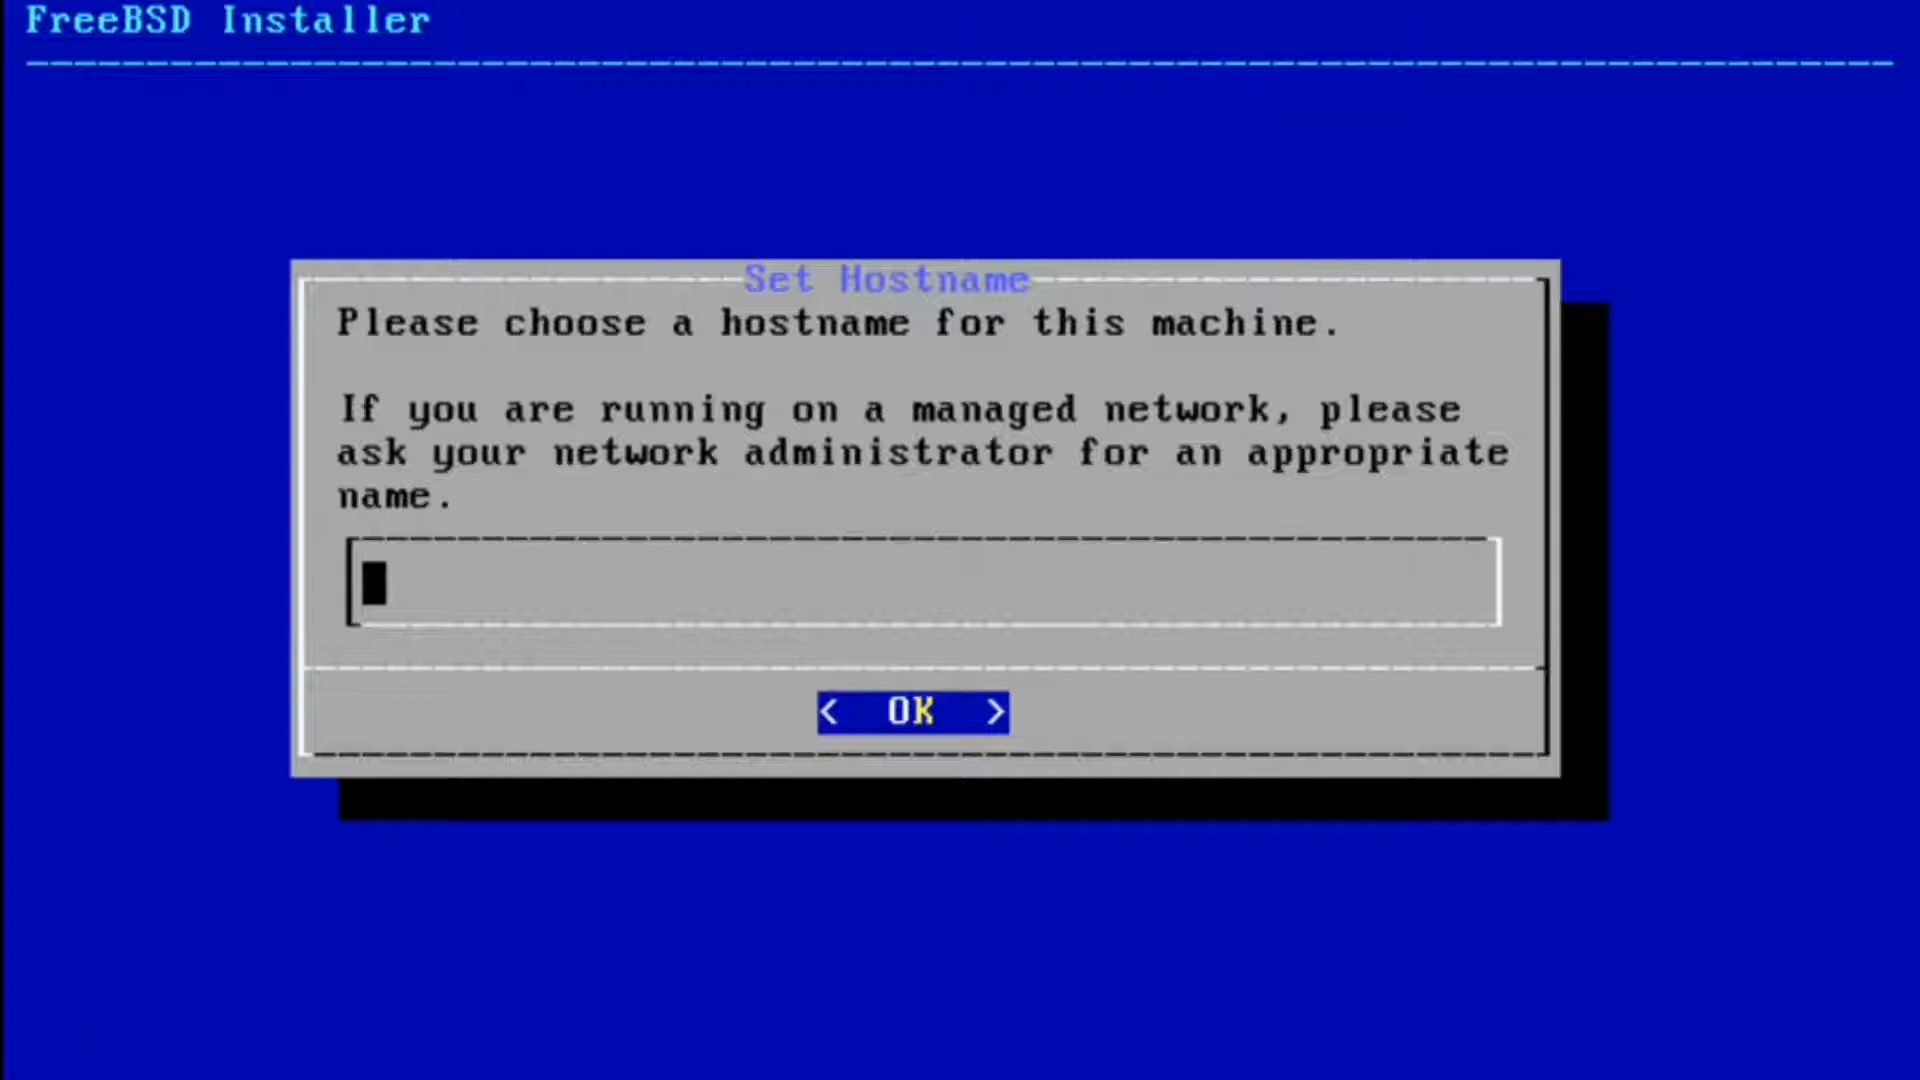 FreeBSD Installer
Set Hostname
Please choose a hostname for this machine.
If you are running on a managed network, please
ask your network administrator for an appropriate
name.
< OK >